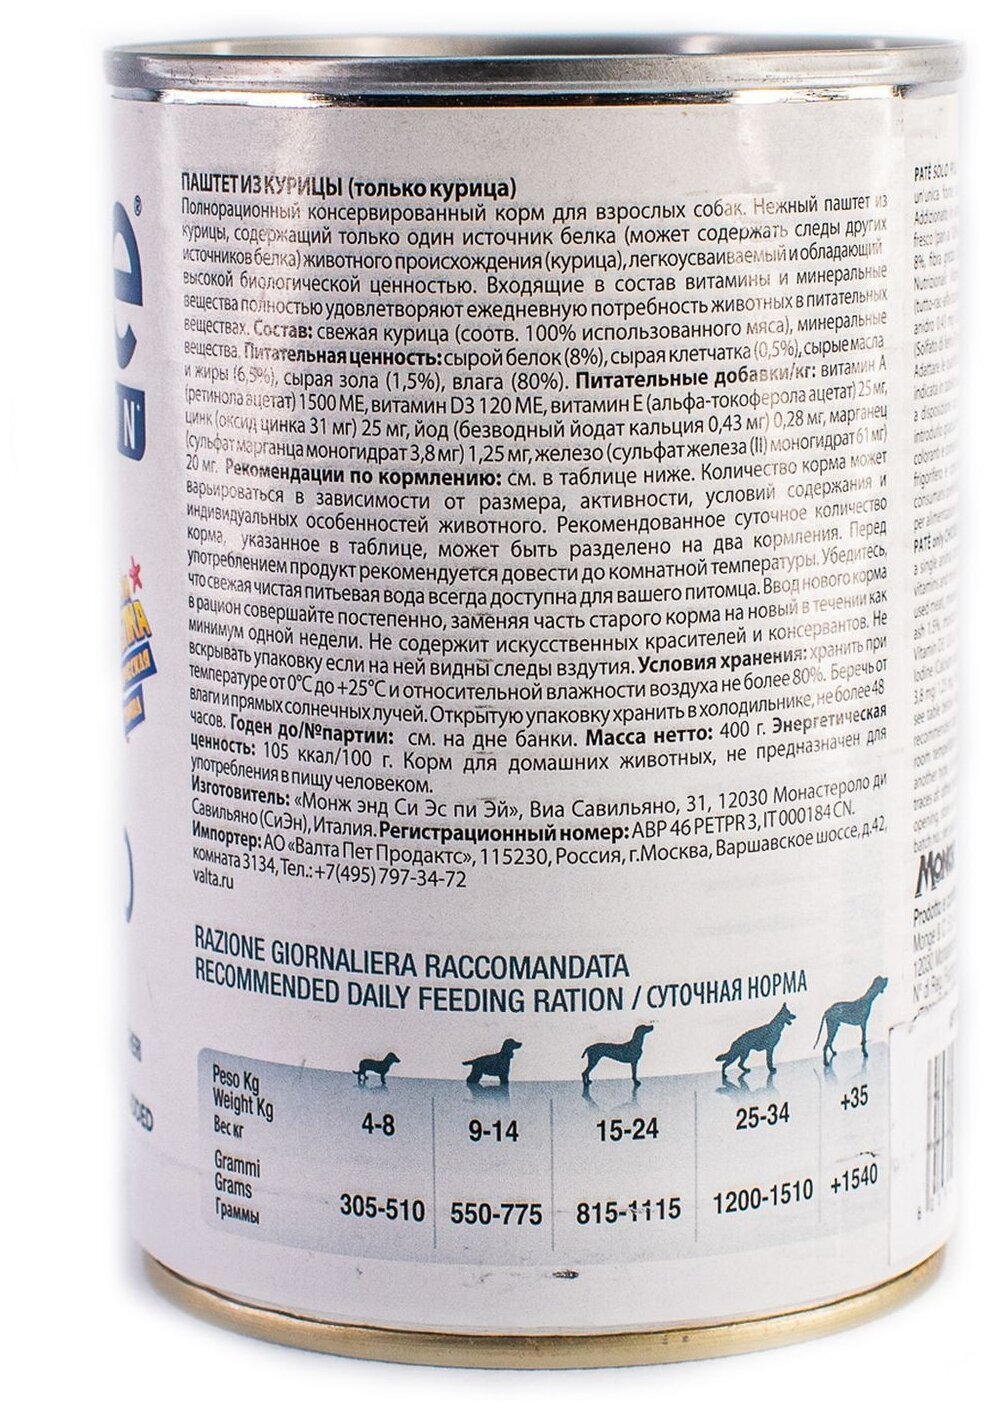 ПАШТЕТ ИЗ КУРИЦЫ (только курица)
Полнорационный консервированный корм для взрослых собак. Нежный паштет из
курицы, содержащий только один источник белка (может содержать следы других
источников белка) животного происхождения (курица), легкоусваиваемый и обладающий
высокой биологической ценностью. Входящие в состав витамины и минеральные
вещества полностью удовлетворяют ежедневную потребность животных в питательных
веществах. Состав: свежая курица (соотв. 100% использованного мяса), минеральные
вещества. Питательная ценность: сырой белок (8%), сырая клетчатка (0,5%), сырые масла
и жиры (6,5%), сырая зола (1,5%), влага (80%). Питательные добавки/кг: витамин А
(ретинола ацетат) 1500 МЕ, витамин D3 120 МЕ, витамин Е (альфа-токоферола ацетат) 25 мг,
цинк (оксид цинка 31 мг) 25 мг, йод (безводный йодат кальция 0,43 мг) 0,28 мг, марганец
(сульфат марганца моногидрат 3,8 мг) 1,25 мг, железо (сульфат железа (II) моногидрат 61 мг)
20 мг. Рекомендации по кормлению: см. в таблице ниже. Количество корма может
варьироваться в зависимости от размера, активности, условий содержания и
индивидуальных особенностей животного. Рекомендованное суточное количество
корма, указанное в таблице, может быть разделено на два кормления. Перед
употреблением продукт рекомендуется довести до комнатной температуры. Убедитесь,
что свежая чистая питьевая вода всегда доступна для вашего питомца. Ввод нового корма
в рацион совершайте постепенно, заменяя часть старого корма на новый в течении как
минимум одной недели. Не содержит искусственных красителей и консервантов. Не
вскрывать упаковку если на ней видны следы вздутия. Условия хранения: хранить при
температуре от 0°С до +25°С и относительной влажности воздуха не более 80%. Беречь от
влаги и прямых солнечных лучей. Открытую упаковку хранить в холодильнике, не более 48
часов. Годен до/№партии: см. на дне банки. Масса нетто: 400 г. Энергетическая
ценность: 105 ккал/100 г. Корм для домашних животных, не предназначен для
употребления в пищу человеком.
Изготовитель: «Монж энд Си Эс пи Эй», Виа Савильяно, 31, 12030 Монастероло ди
Савильяно (СиЭн), Италия. Регистрационный номер: ABP 46 PETPR 3, IT 000184 CN.
Импортер: АО «Валта Пет Продактс», 115230, Россия, г.Москва, Варшавское шоссе, д.42,
комната 3134, Тел.: +7(495) 797-34-72
valta.ru
RAZIONE GIORNALIERA RACCOMANDATA
RECOMMENDED DAILY FEEDING RATION / СУТОЧНАЯ НОРМА
Peso Kg
Weight Kg
Вес кг
4-8 9-14 15-24 25-34 +35
Grammi
Grams
Граммы
305-510 550-775 815-1115 1200-1510 +1540